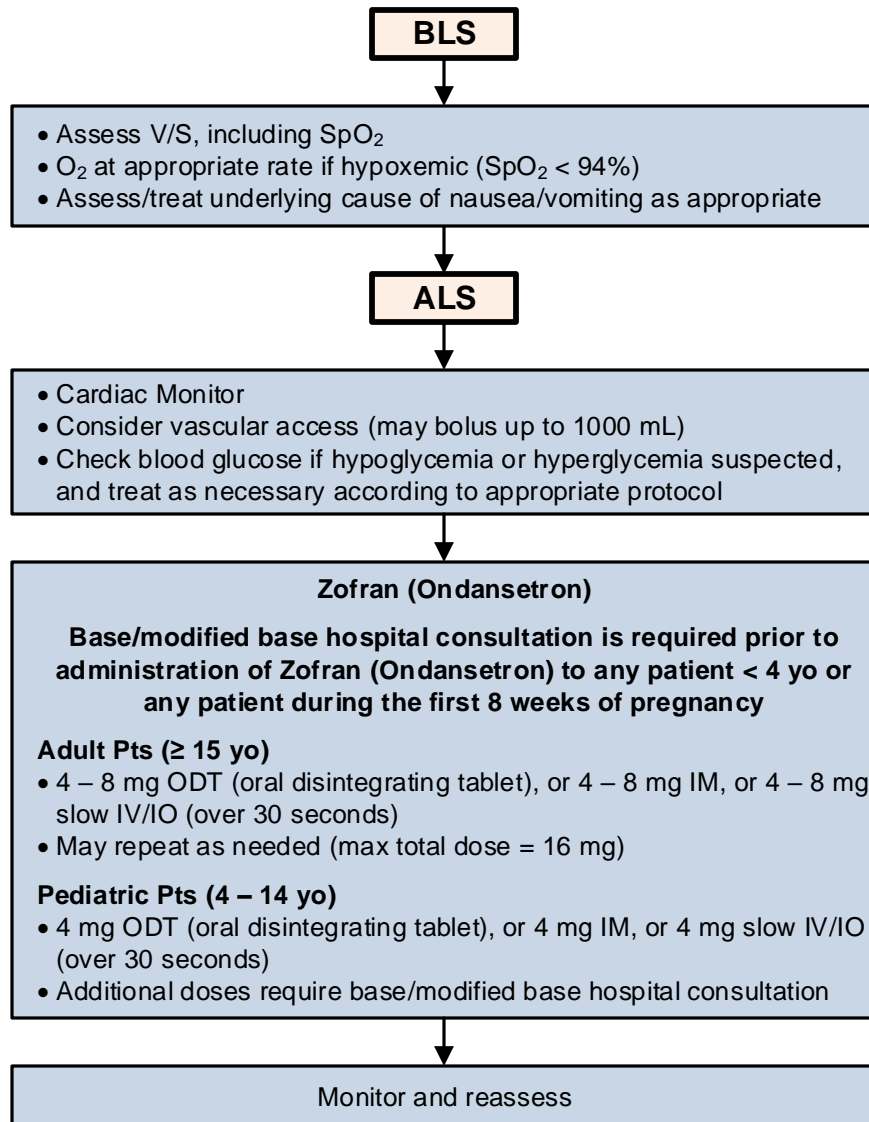 BLS
• Assess V/S, including SpO₂
• O₂ at appropriate rate if hypoxemic (SpO₂ < 94%)
• Assess/treat underlying cause of nausea/vomiting as appropriate
ALS
• Cardiac Monitor
• Consider vascular access (may bolus up to 1000 mL)
• Check blood glucose if hypoglycemia or hyperglycemia suspected,
and treat as necessary according to appropriate protocol
Zofran (Ondansetron)
Base/modified base hospital consultation is required prior to
administration of Zofran (Ondansetron) to any patient < 4 yo or
any patient during the first 8 weeks of pregnancy
Adult Pts (≥ 15 yo)
• 4 – 8 mg ODT (oral disintegrating tablet), or 4 – 8 mg IM, or 4 – 8 mg
slow IV/IO (over 30 seconds)
• May repeat as needed (max total dose = 16 mg)
Pediatric Pts (4 – 14 yo)
• 4 mg ODT (oral disintegrating tablet), or 4 mg IM, or 4 mg slow IV/IO
(over 30 seconds)
• Additional doses require base/modified base hospital consultation
Monitor and reassess